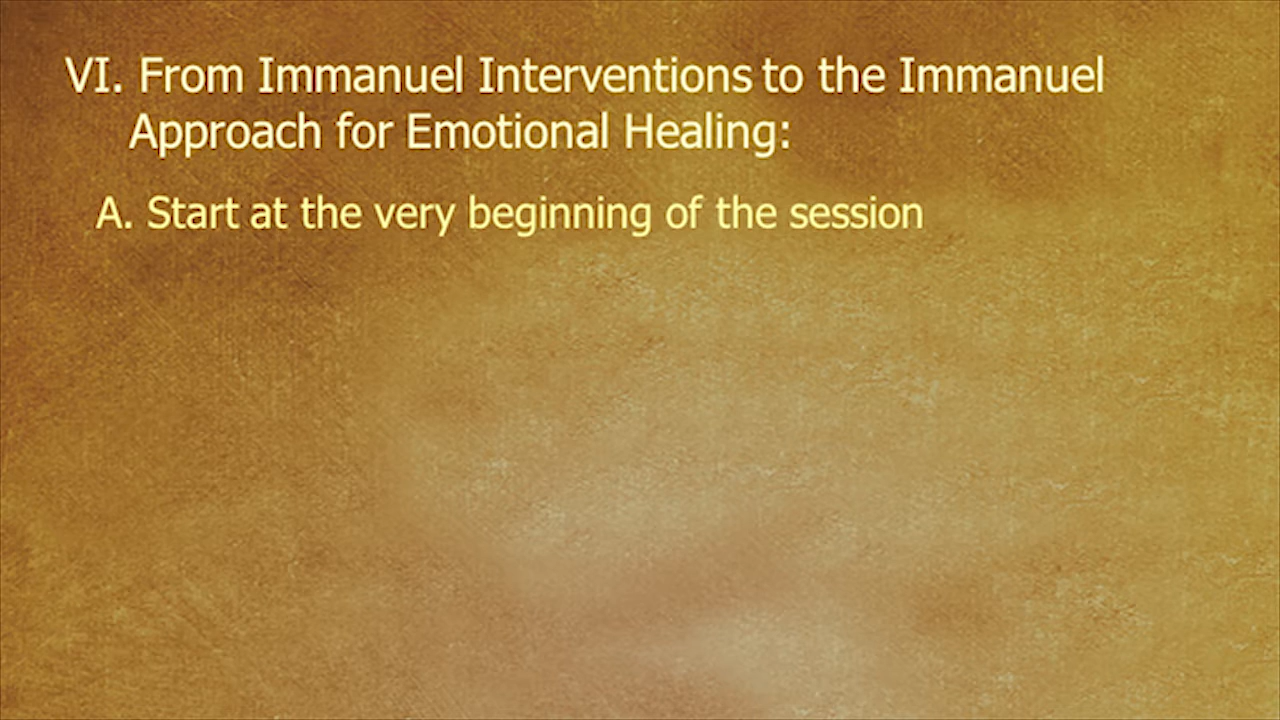 VI. From Immanuel Interventions to the Immanuel
Approach for Emotional Healing:
A. Start at the very beginning of the session